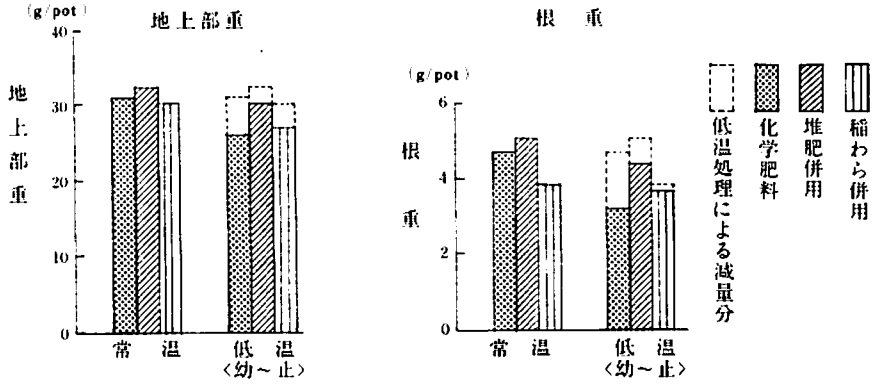 地上部重
(g/pot)
地上部重
40
30
20
10
0
常温
低温
〈幼～止〉
根重
(g/pot)
根重
6
4
2
0
常温
低温
〈幼～止〉
低温処理による減量分
化学肥料
堆肥併用
稲わら併用